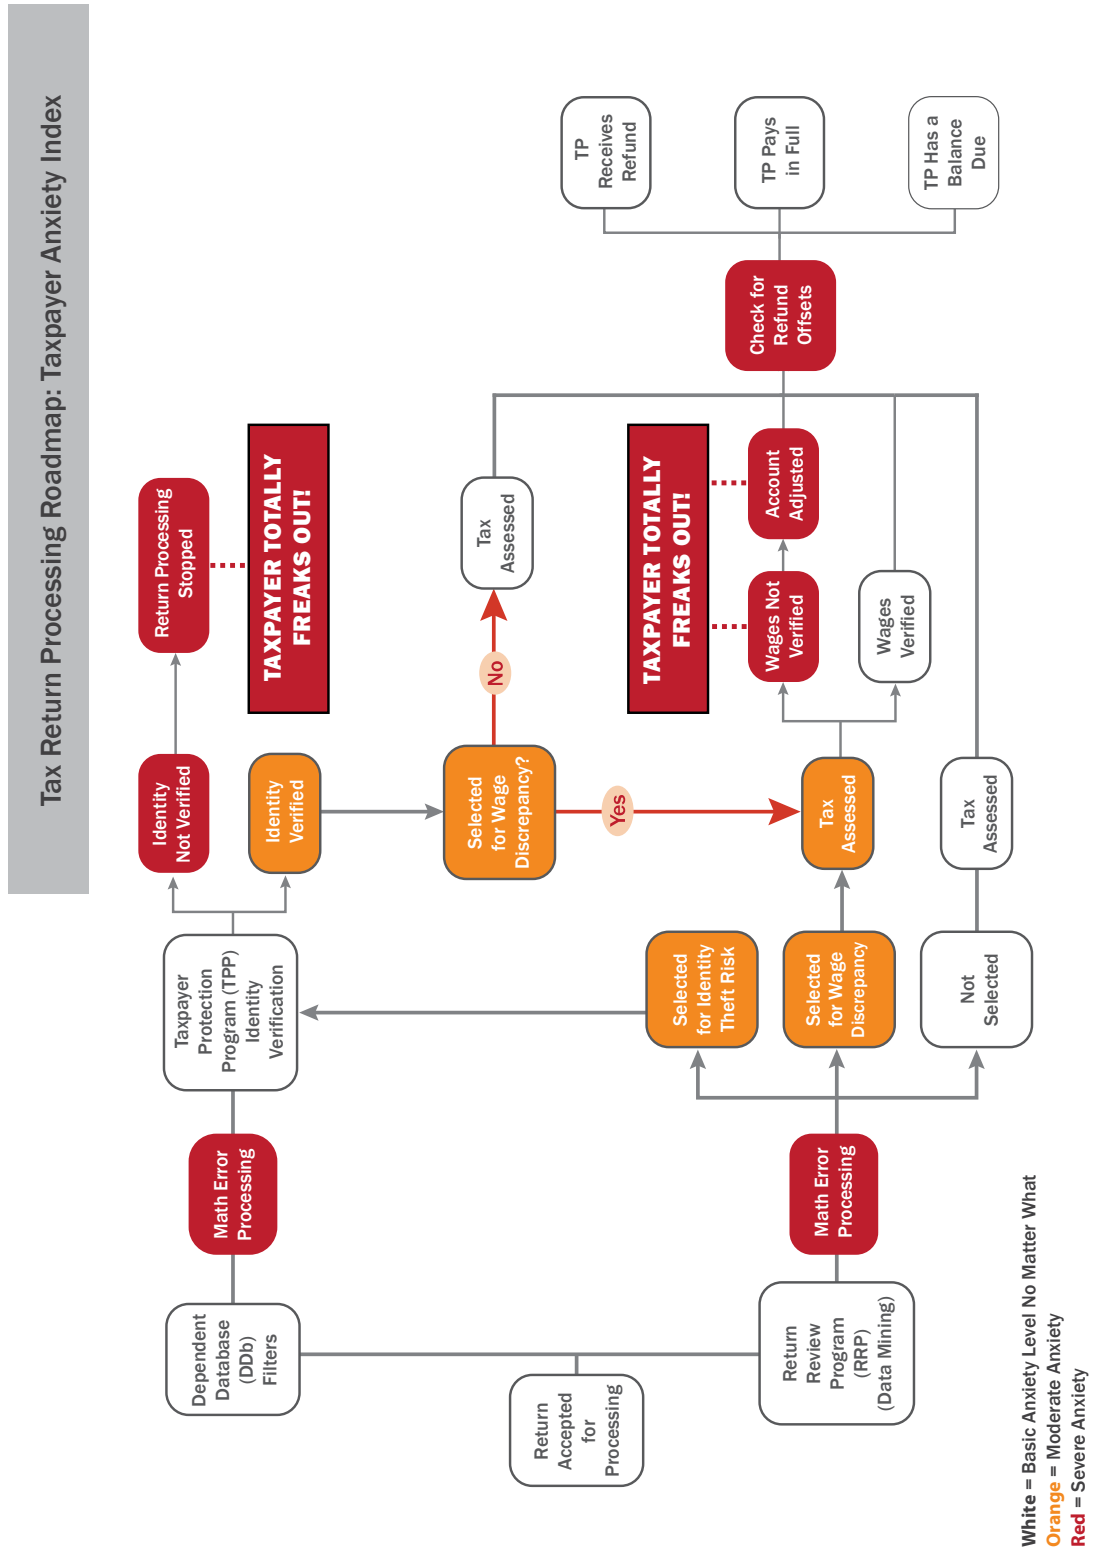 Tax Return Processing Roadmap: Taxpayer Anxiety Index
Return
Accepted
for
Processing
Dependent
Database
(DDb)
Filters
Math Error
Processing
Taxpayer
Protection
Program (TPP)
Identity
Verification
Identity
Not Verified
Return Processing
Stopped
TAXPAYER TOTALLY
FREAKS OUT!
Identity
Verified
Selected
for Wage
Discrepancy?
No
Tax
Assessed
Yes
Return
Review
Program
(RRP)
(Data Mining)
Math Error
Processing
Selected
for Identity
Theft Risk
Selected
for Wage
Discrepancy
Not
Selected
Tax
Assessed
Tax
Assessed
TAXPAYER TOTALLY
FREAKS OUT!
Wages Not
Verified
Account
Adjusted
Wages
Verified
Check for
Refund
Offsets
TP
Receives
Refund
TP Pays
in Full
TP Has a
Balance
Due
White = Basic Anxiety Level No Matter What
Orange = Moderate Anxiety
Red = Severe Anxiety